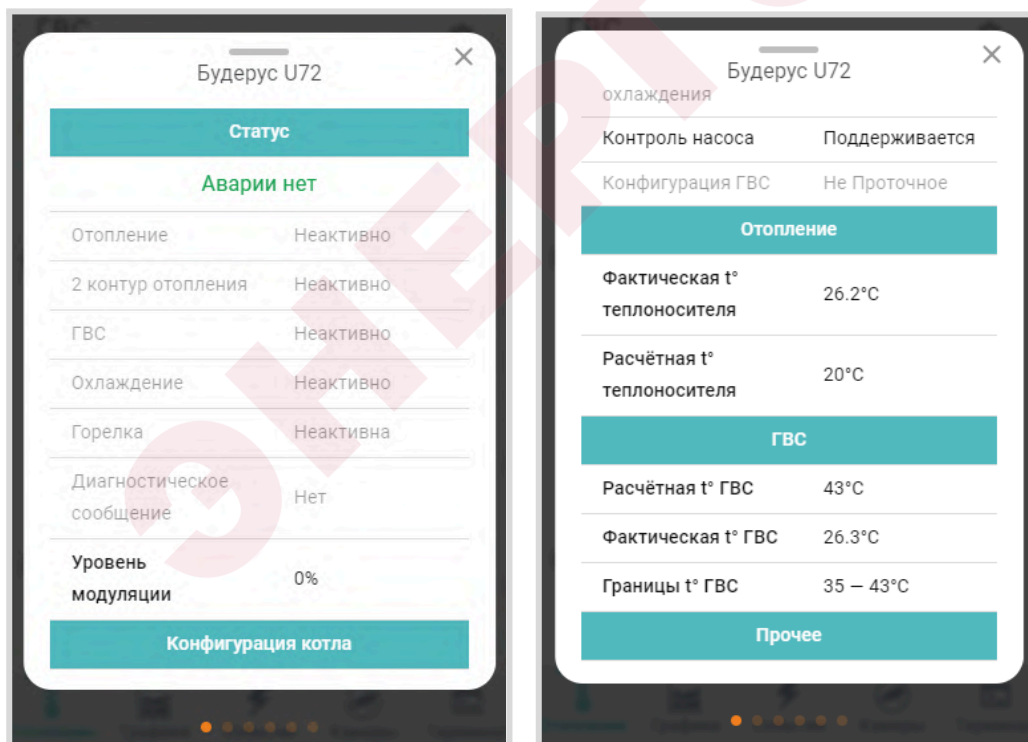 Будерус U72
Статус
Аварии нет
Отопление Неактивно
2 контур отопления Неактивно
ГВС Неактивно
Охлаждение Неактивно
Горелка Неактивна
Диагностическое
сообщение Нет
Уровень
модуляции 0%
Конфигурация котла
Будерус U72
охлаждения
Контроль насоса Поддерживается
Конфигурация ГВС Не Проточное
Отопление
Фактическая t°
теплоносителя 26.2°C
Расчётная t°
теплоносителя 20°C
ГВС
Расчётная t° ГВС 43°C
Фактическая t° ГВС 26.3°C
Границы t° ГВС 35 — 43°C
Прочее